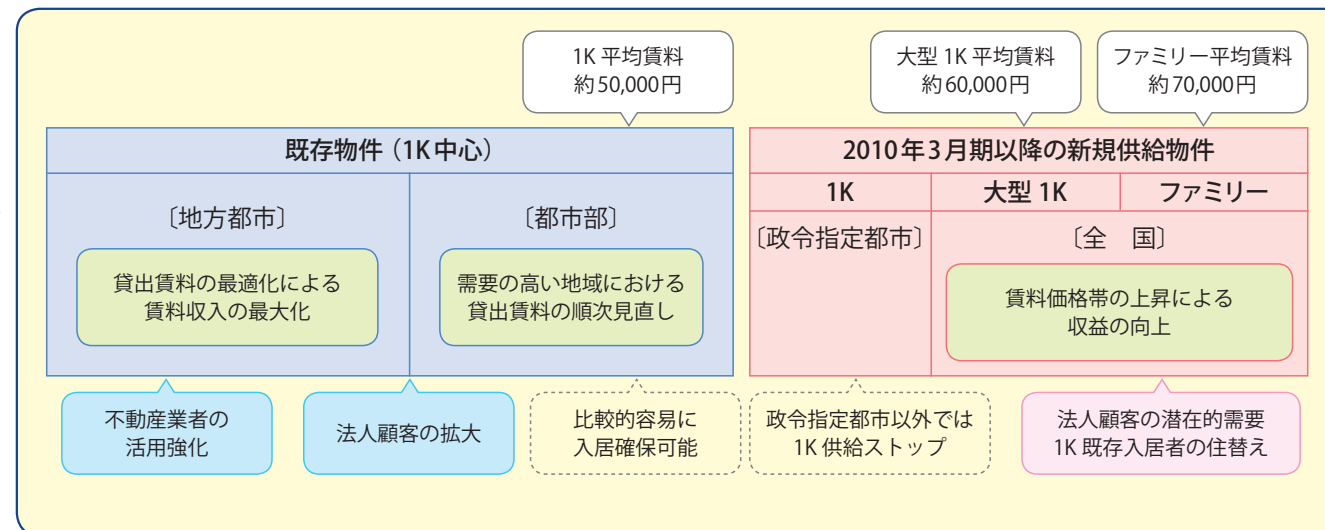 1K 平均賃料
約50,000円
大型 1K 平均賃料
約60,000円
ファミリー平均賃料
約70,000円
既存物件（1K中心）
〔地方都市〕
貸出賃料の最適化による
賃料収入の最大化
〔都市部〕
需要の高い地域における
貸出賃料の順次見直し
2010年3月期以降の新規供給物件
1K
大型 1K
ファミリー
〔政令指定都市〕
〔全　国〕
賃料価格帯の上昇による
収益の向上
不動産業者の
活用強化
法人顧客の拡大
比較的容易に
入居確保可能
政令指定都市以外では
1K 供給ストップ
法人顧客の潜在的需要
1K 既存入居者の住替え